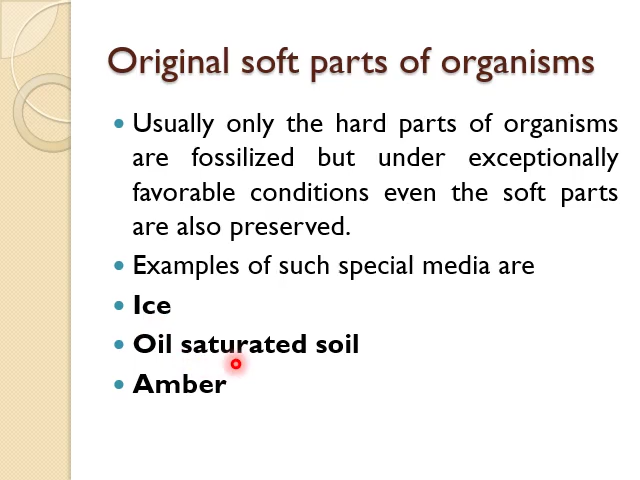 Original soft parts of organisms
Usually only the hard parts of organisms
are fossilized but under exceptionally
favorable conditions even the soft parts
are also preserved.
Examples of such special media are
Ice
Oil saturated soil
Amber